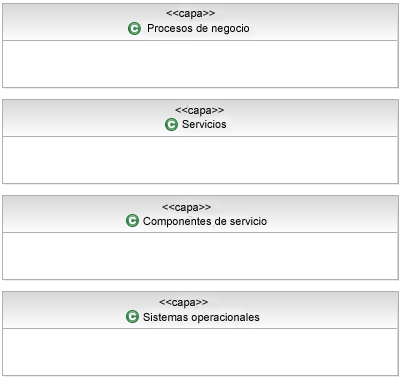 <<capa>>
C Procesos de negocio
<<capa>>
C Servicios
<<capa>>
C Componentes de servicio
<<capa>>
C Sistemas operacionales